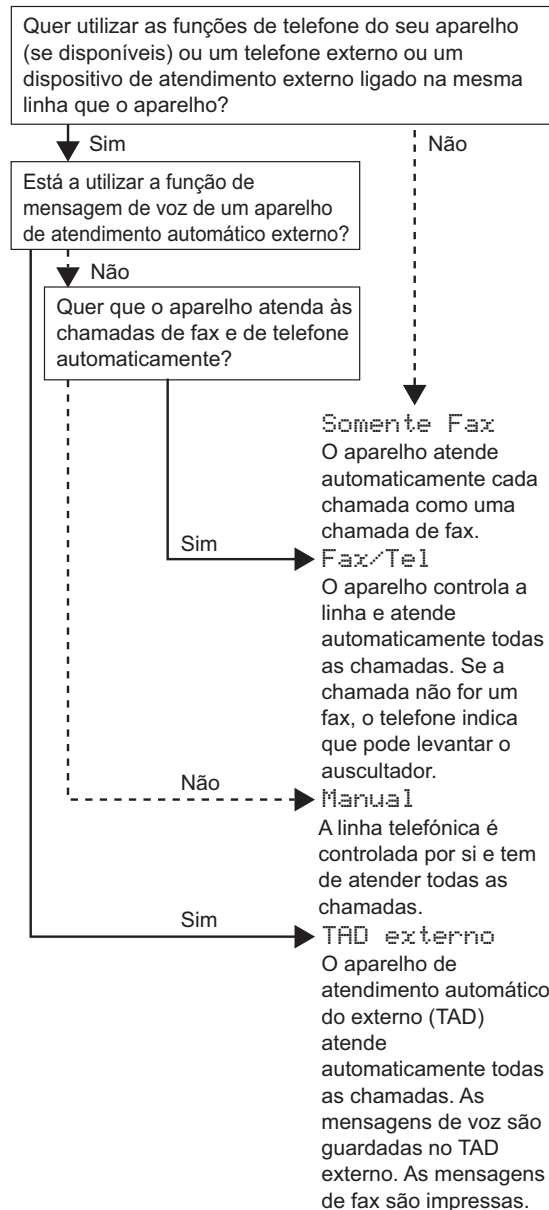 Quer utilizar as funções de telefone do seu aparelho
(se disponíveis) ou um telefone externo ou um
dispositivo de atendimento externo ligado na mesma
linha que o aparelho?
Sim
Não
Está a utilizar a função de
mensagem de voz de um aparelho
de atendimento automático externo?
Não
Quer que o aparelho atenda às
chamadas de fax e de telefone
automaticamente?
Somente Fax
O aparelho atende
automaticamente cada
chamada como uma
chamada de fax.
Sim
Fax/Tel
O aparelho controla a
linha e atende
automaticamente todas
as chamadas. Se a
chamada não for um
fax, o telefone indica
que pode levantar o
auscultador.
Não
Manual
A linha telefónica é
controlada por si e tem
de atender todas as
chamadas.
Sim
TAD externo
O aparelho de
atendimento automático
do externo (TAD)
atende
automaticamente todas
as chamadas. As
mensagens de voz são
guardadas no TAD
externo. As mensagens
de fax são impressas.